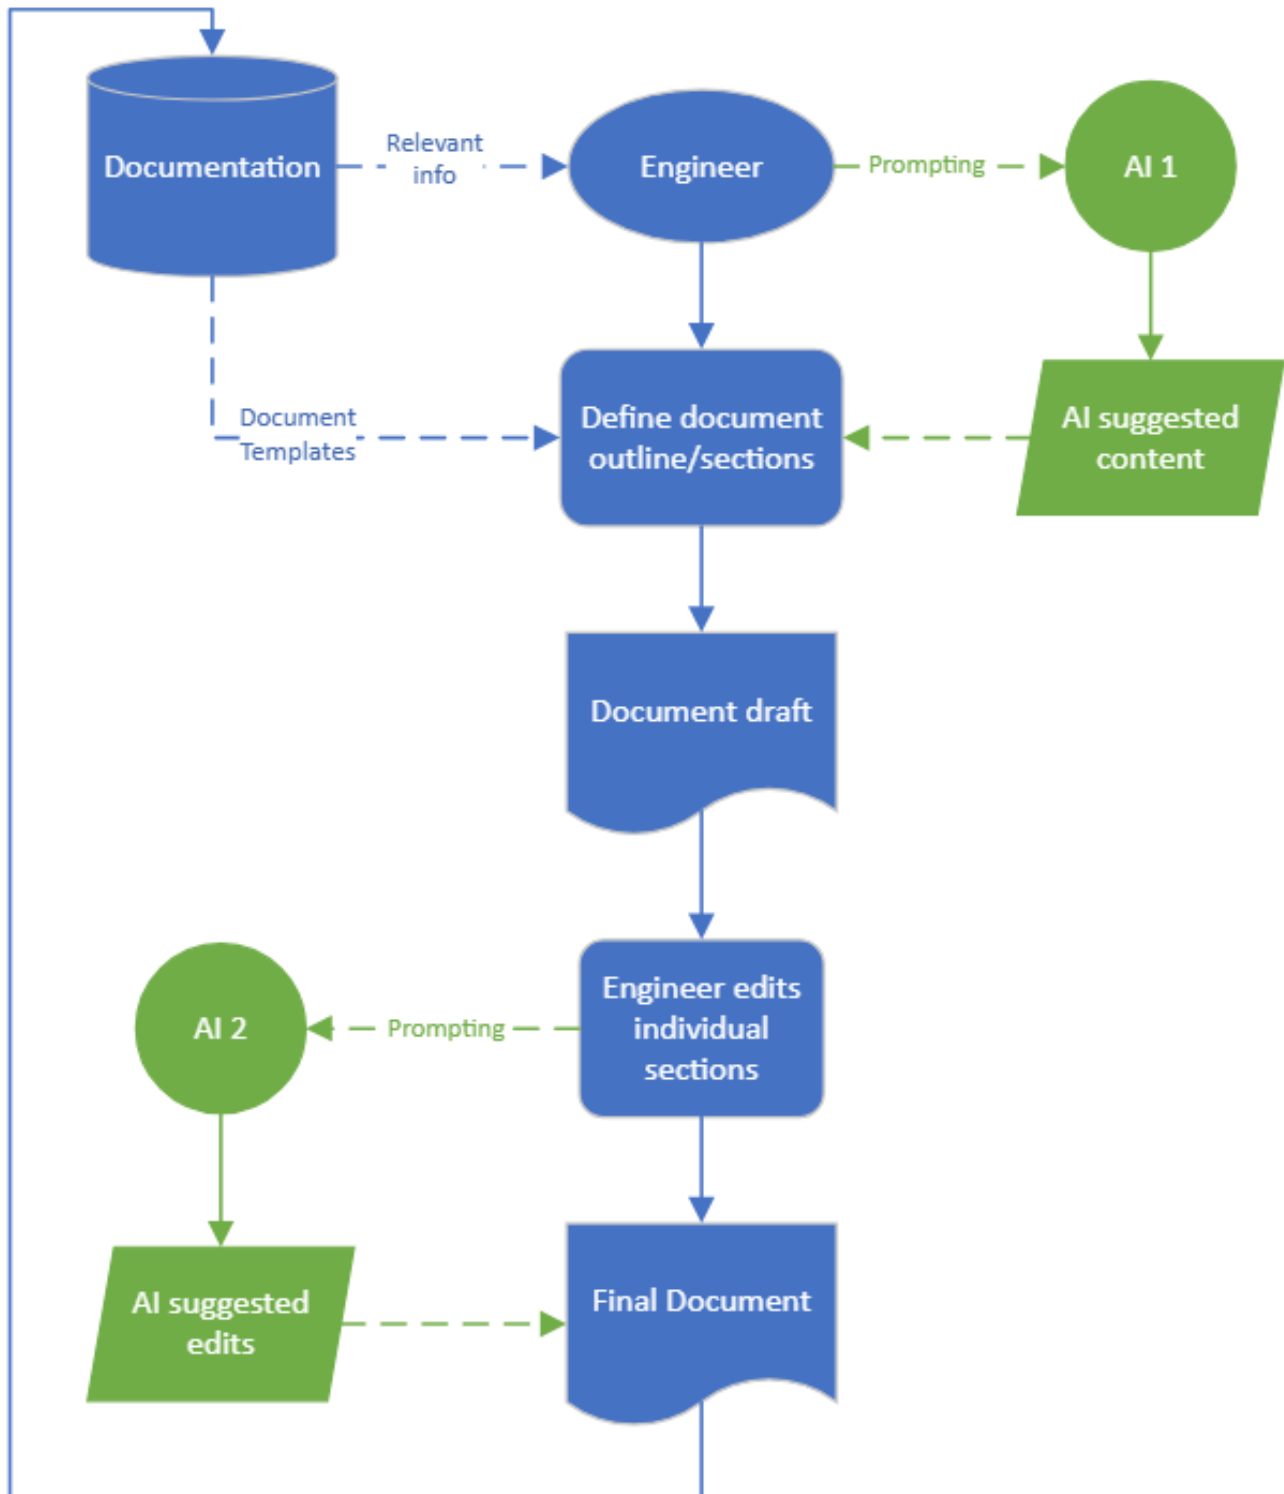 Documentation
Relevant
info
Engineer
Prompting
AI 1
Document
Templates
Define document
outline/sections
AI suggested
content
Document draft
AI 2
Prompting
Engineer edits
individual
sections
AI suggested
edits
Final Document